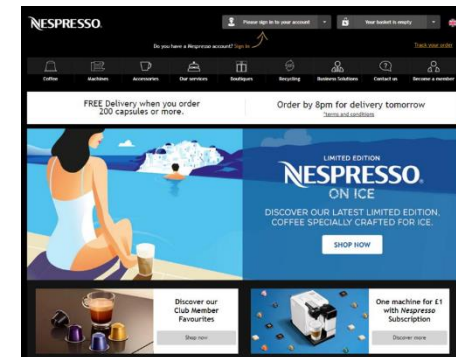 NESPRESSO.
Please sign in to your account
Your basket is empty
Do you have a Nespresso account? Sign in
Track your order
Coffee
Machines
Accessories
Our services
Boutiques
Recycling
Business Solutions
Contact us
Become a member
FREE Delivery when you order
200 capsules or more.
Order by 8pm for delivery tomorrow
*terms and conditions
LIMITED EDITION
NESPRESSO.
ON ICE
DISCOVER OUR LATEST LIMITED EDITION,
COFFEE SPECIALLY CRAFTED FOR ICE.
SHOP NOW
Discover our
Club Member
Favourites
Shop now
One machine for £1
with Nespresso
Subscription
Discover more